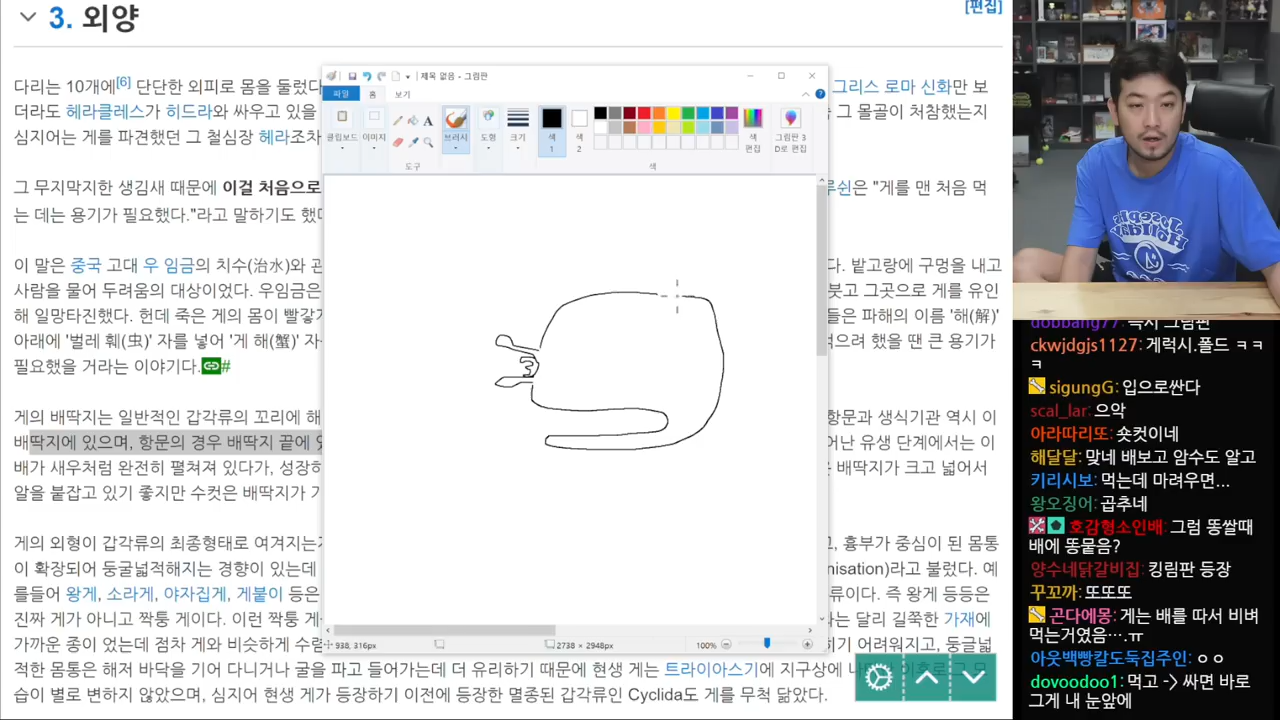 3. 외양
[편집]
다리는 10개에[6] 단단한 외피로 몸을 둘렀다
그리스 로마 신화만 보
더라도 헤라클레스가 히드라와 싸우고 있을
그 몰골이 처참했는지
심지어는 게를 파견했던 그 철심장 헤라조차
그 무지막지한 생김새 때문에 이걸 처음으로
루쉰은 "게를 맨 처음 먹
는 데는 용기가 필요했다."라고 말하기도 했다
이 말은 중국 고대 우 임금의 치수(治水)와 관
다. 밭고랑에 구멍을 내고
사람을 물어 두려움의 대상이었다. 우임금은
붓고 그곳으로 게를 유인
해 일망타진했다. 헌데 죽은 게의 몸이 빨갛기
들은 파해의 이름 '해(解)'
아래에 '벌레 훼(虫)' 자를 넣어 '게 해(蟹)' 자
먹으려 했을 땐 큰 용기가
필요했을 거라는 이야기다.#
게의 배딱지는 일반적인 갑각류의 꼬리에 해
항문과 생식기관 역시 이
배딱지에 있으며, 항문의 경우 배딱지 끝에 있
어난 유생 단계에서는 이
배가 새우처럼 완전히 펼쳐져 있다가, 성장하
은 배딱지가 크고 넓어서
알을 붙잡고 있기 좋지만 수컷은 배딱지가
게의 외형이 갑각류의 최종형태로 여겨지는
고, 흉부가 중심이 된 몸통
이 확장되어 둥글넓적해지는 경향이 있는데
nisation)라고 불렀다. 예
를들어 왕게, 소라게, 야자집게, 게붙이 등은
류이다. 즉 왕게 등등은
진짜 게가 아니고 짝퉁 게이다. 이런 짝퉁 게
라는 달리 길쭉한 가재에
가까운 종이 었는데 점차 게와 비슷하게 수렴
하기 어려워지고, 둥글넓
적한 몸통은 해저 바닥을 기어 다니거나 굴을 파고 들어가는데 더 유리하기 때문에 현생 게는 트라이아스기에 지구상에
습이 별로 변하지 않았으며, 심지어 현생 게가 등장하기 이전에 등장한 멸종된 갑각류인 Cyclida도 게를 무척 닮았다.
제목 없음 - 그림판
파일
홈
보기
클립보드
이미지
브러시
도형
크기
색
1
색
2
색
편집
그림판 3
D로 편집
도구
색
938, 316px
2738 × 2948px
100%
dobbang77: 즉시 그림판
ckwjdgjs1127: 게럭시.폴드 ㅋㅋ
ㅋ
sigungG: 입으로싼다
scal_lar: 으악
아라따리또: 숏컷이네
해달달: 맞네 배보고 암수도 알고
키리시보: 먹는데 마려우면...
왕오징어: 곱추네
호감형소인배: 그럼 똥쌀때
배에 똥뭍음?
양수네닭갈비집: 킹림판 등장
꾸꼬까: 또또또
곤다에몽: 게는 배를 따서 비벼
먹는거였음….ㅠ
아웃백빵칼도둑집주인: ㅇㅇ
dovoodoo1: 먹고 -> 싸면 바로
그게 내 눈앞에